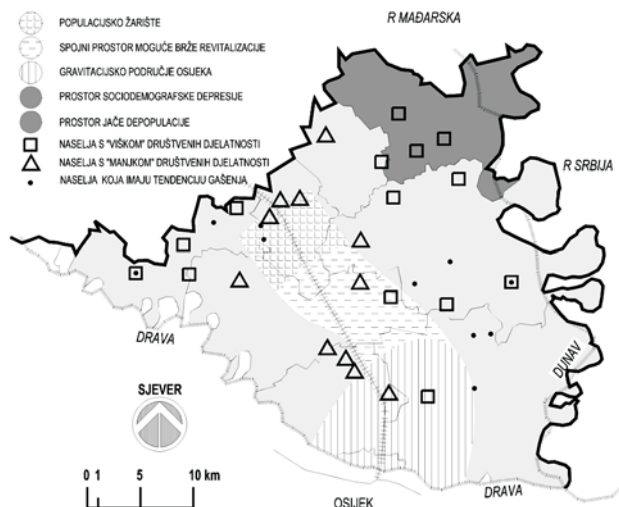 POPULACIJSKO ŽARIŠTE
SPOJNI PROSTOR MOGUĆE BRŽE REVITALIZACIJE
GRAVITACIJSKO PODRUČJE OSIJEKA
PROSTOR SOCIODEMOGRAFSKE DEPRESIJE
PROSTOR JAČE DEPOPULACIJE
NASELJA S "VIŠKOM" DRUŠTVENIH DJELATNOSTI
NASELJA S "MANJKOM" DRUŠTVENIH DJELATNOSTI
NASELJA KOJA IMAJU TENDENCIJU GAŠENJA
R MAĐARSKA
R SRBIJA
DRAVA
DUNAV
SJEVER
0 1 5 10 km
DRAVA
OSIJEK